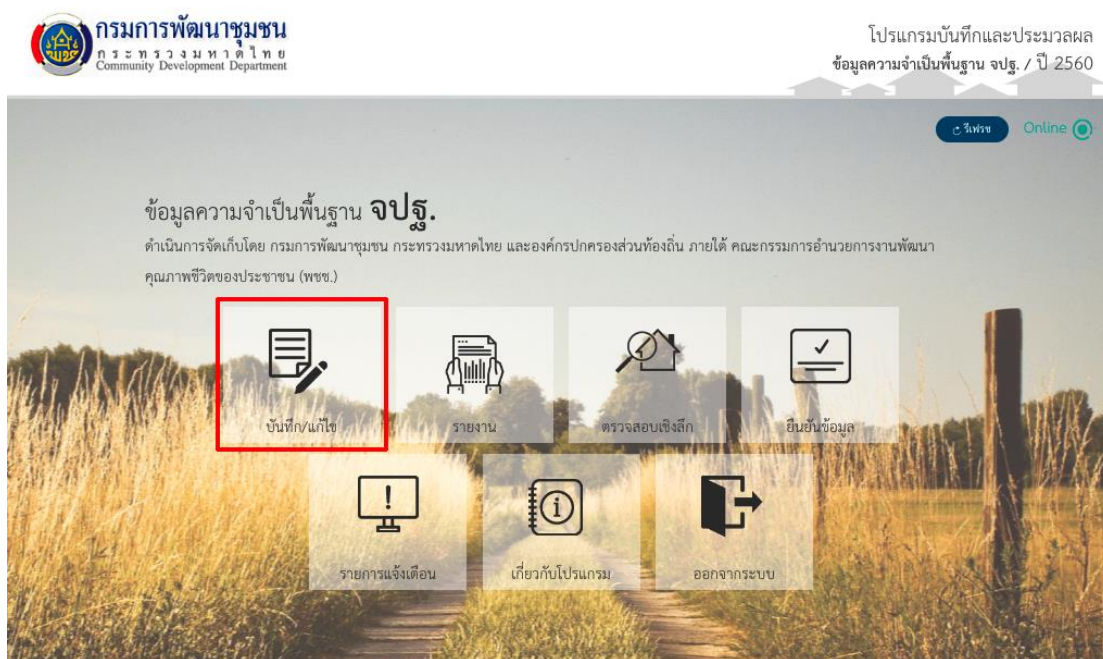 กรมการพัฒนาชุมชน
กระทรวงมหาดไทย
Community Development Department
โปรแกรมบันทึกและประมวลผล
ข้อมูลความจำเป็นพื้นฐาน จปฐ. / ปี 2560
รีเฟรช Online
ข้อมูลความจำเป็นพื้นฐาน จปฐ.
ดำเนินการจัดเก็บโดย กรมการพัฒนาชุมชน กระทรวงมหาดไทย และองค์กรปกครองส่วนท้องถิ่น ภายใต้ คณะกรรมการอำนวยการงานพัฒนา
คุณภาพชีวิตของประชาชน (พชช.)
บันทึก/แก้ไข รายงาน ตรวจสอบเชิงลึก ยืนยันข้อมูล
รายการแจ้งเตือน เกี่ยวกับโปรแกรม ออกจากระบบ